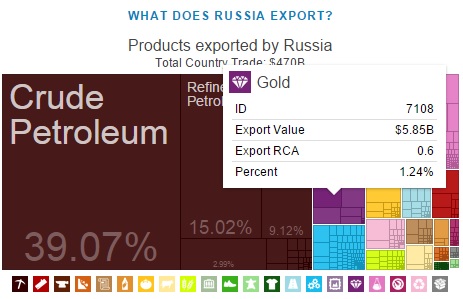 WHAT DOES RUSSIA EXPORT?
Products exported by Russia
Total Country Trade: $470B
Crude
Petroleum
39.07%
Refine
Petrol
15.02%
9.12%
2.99%
Gold
ID 7108
Export Value $5.85B
Export RCA 0.6
Percent 1.24%